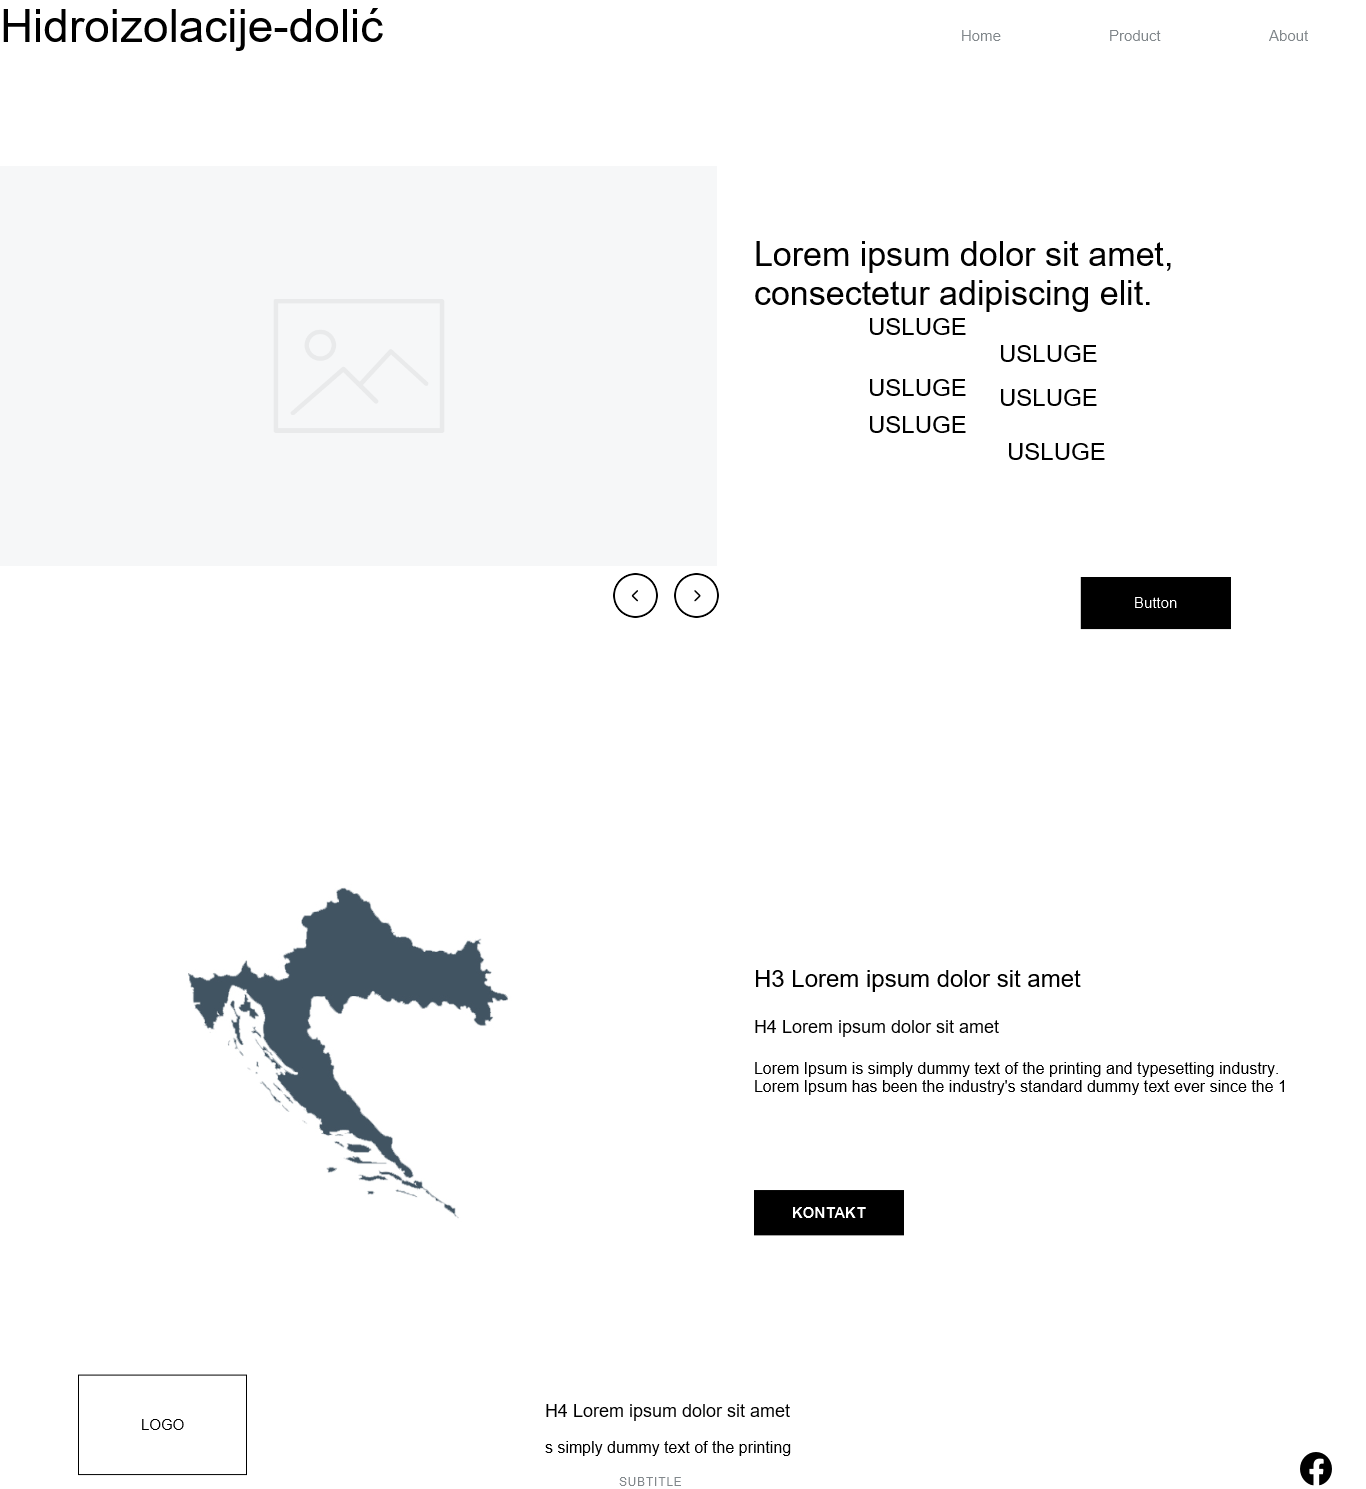 Hidroizolacije-dolić
Home
Product
About
Lorem ipsum dolor sit amet,
consectetur adipiscing elit.
USLUGE
USLUGE
USLUGE
USLUGE
USLUGE
USLUGE
Button
H3 Lorem ipsum dolor sit amet
H4 Lorem ipsum dolor sit amet
Lorem Ipsum is simply dummy text of the printing and typesetting industry.
Lorem Ipsum has been the industry's standard dummy text ever since the 1
KONTAKT
LOGO
H4 Lorem ipsum dolor sit amet
s simply dummy text of the printing
SUBTITLE